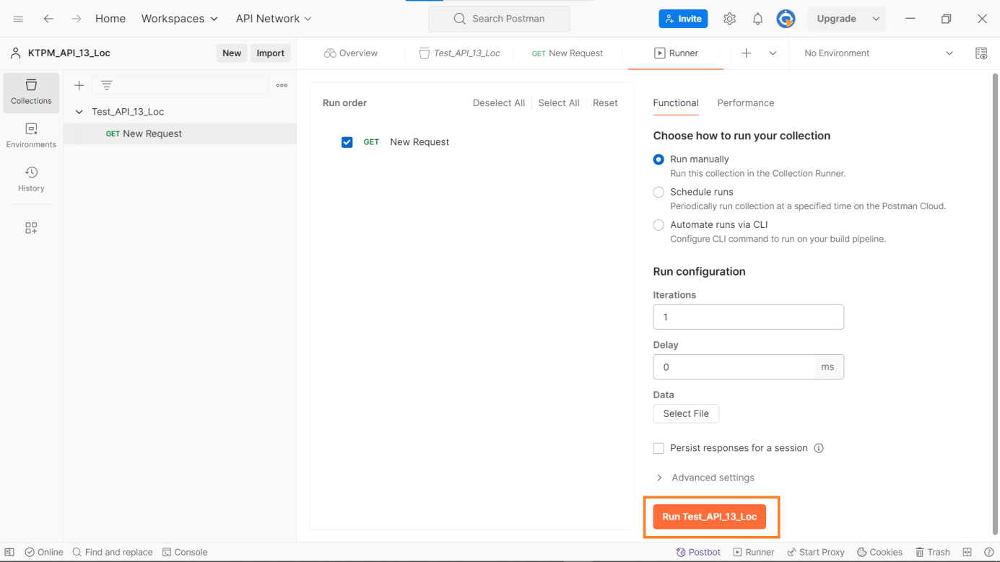 Home Workspaces API Network Search Postman Invite Upgrade
KTPM_API_13_Loc New Import Overview Test_API_13_Loc GET New Request Runner No Environment
Collections
Environments
History
Test_API_13_Loc
GET New Request
Run order Deselect All Select All Reset
GET New Request
Functional Performance
Choose how to run your collection
Run manually
Run this collection in the Collection Runner.
Schedule runs
Periodically run collection at a specified time on the Postman Cloud.
Automate runs via CLI
Configure CLI command to run on your build pipeline.
Run configuration
Iterations
1
Delay
0 ms
Data
Select File
Persist responses for a session
Advanced settings
Run Test_API_13_Loc
Online Find and replace Console Postbot Runner Start Proxy Cookies Trash